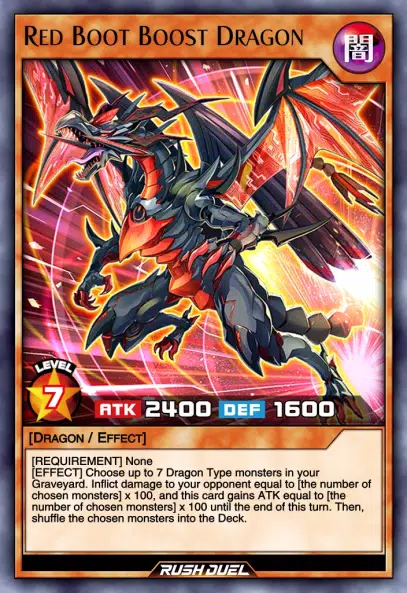 RED BOOT BOOST DRAGON
闇
LEVEL
7
ATK 2400 DEF 1600
[DRAGON / EFFECT]
[REQUIREMENT] None
[EFFECT] Choose up to 7 Dragon Type monsters in your
Graveyard. Inflict damage to your opponent equal to [the number of
chosen monsters] x 100, and this card gains ATK equal to [the
number of chosen monsters] x 100 until the end of this turn. Then,
shuffle the chosen monsters into the Deck.
RUSH DUEL